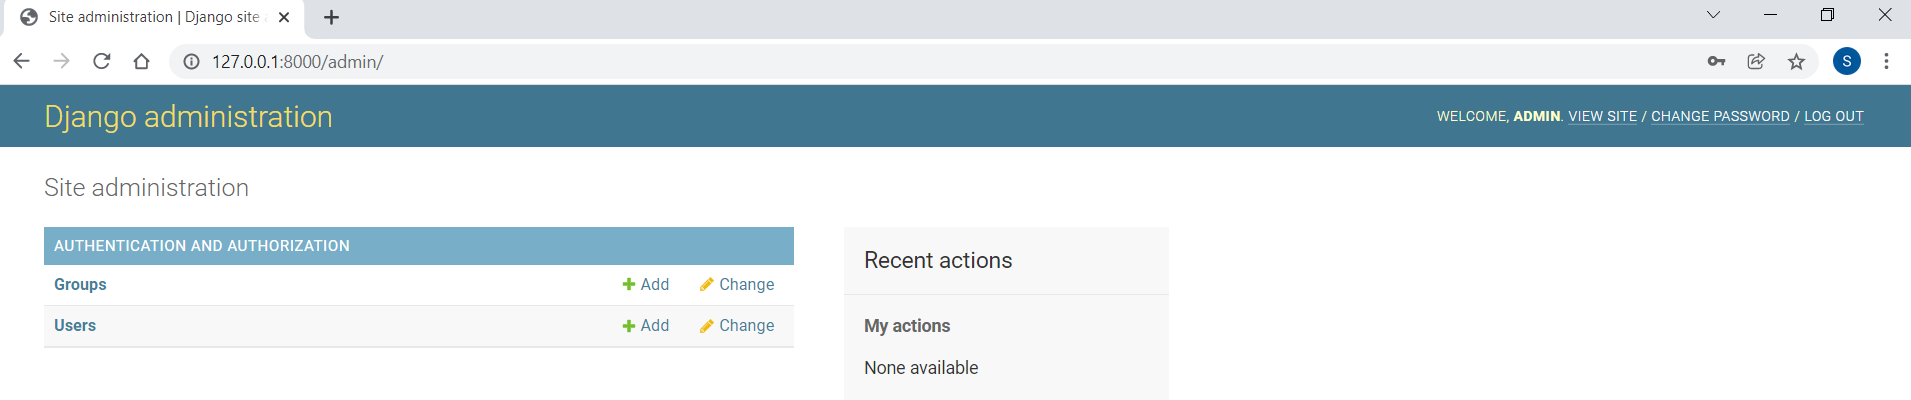 Site administration | Django site a
127.0.0.1:8000/admin/
S
Django administration
WELCOME, ADMIN. VIEW SITE / CHANGE PASSWORD / LOG OUT
Site administration
AUTHENTICATION AND AUTHORIZATION
Groups Add Change
Users Add Change
Recent actions
My actions
None available